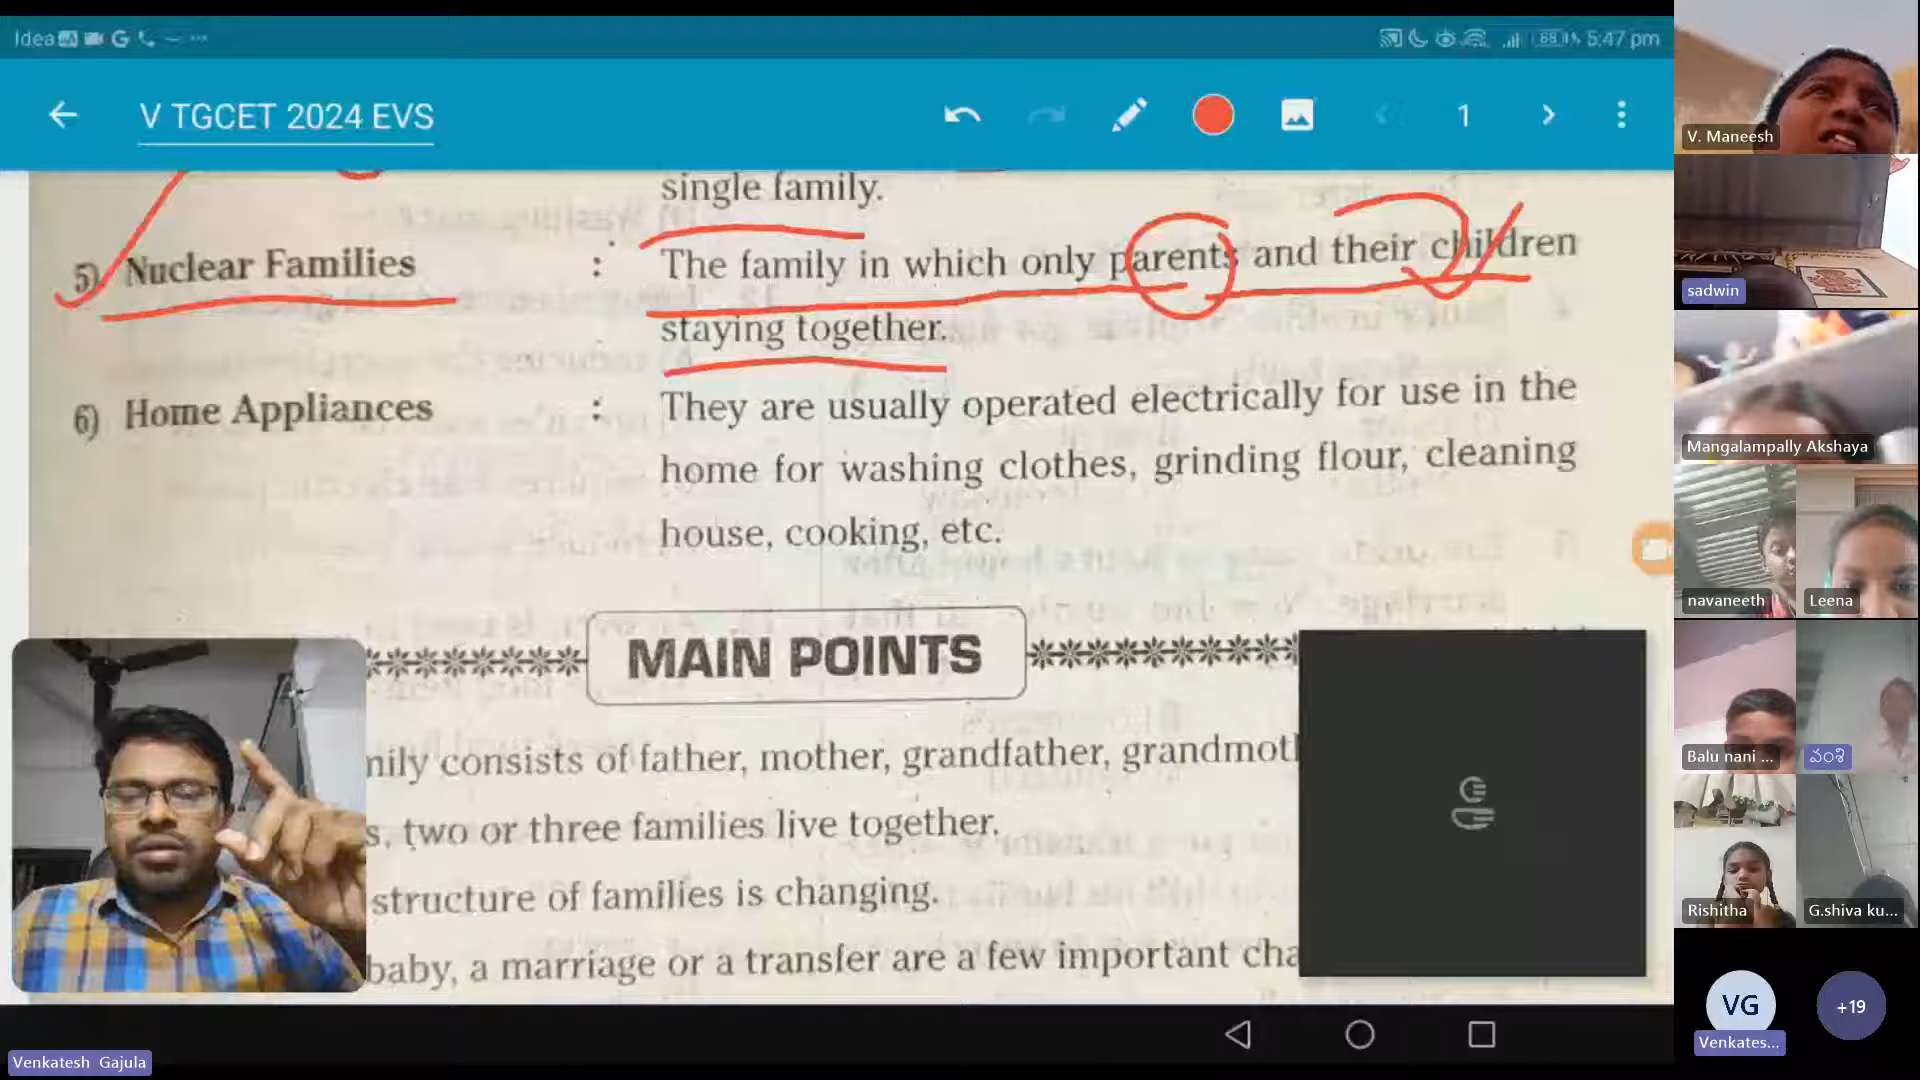 Idea
88% 5:47 pm
V TGCET 2024 EVS
1
single family.
5) Nuclear Families : The family in which only parents and their children
staying together.
6) Home Appliances : They are usually operated electrically for use in the
home for washing clothes, grinding flour, cleaning
house, cooking, etc.
MAIN POINTS
mily consists of father, mother, grandfather, grandmoth
s, two or three families live together.
structure of families is changing.
baby, a marriage or a transfer are a few important cha
Venkatesh Gajula
V. Maneesh
sadwin
Mangalampally Akshaya
navaneeth
Leena
Balu nani ...
వంశి
Rishitha
G.shiva ku...
VG
+19
Venkates...